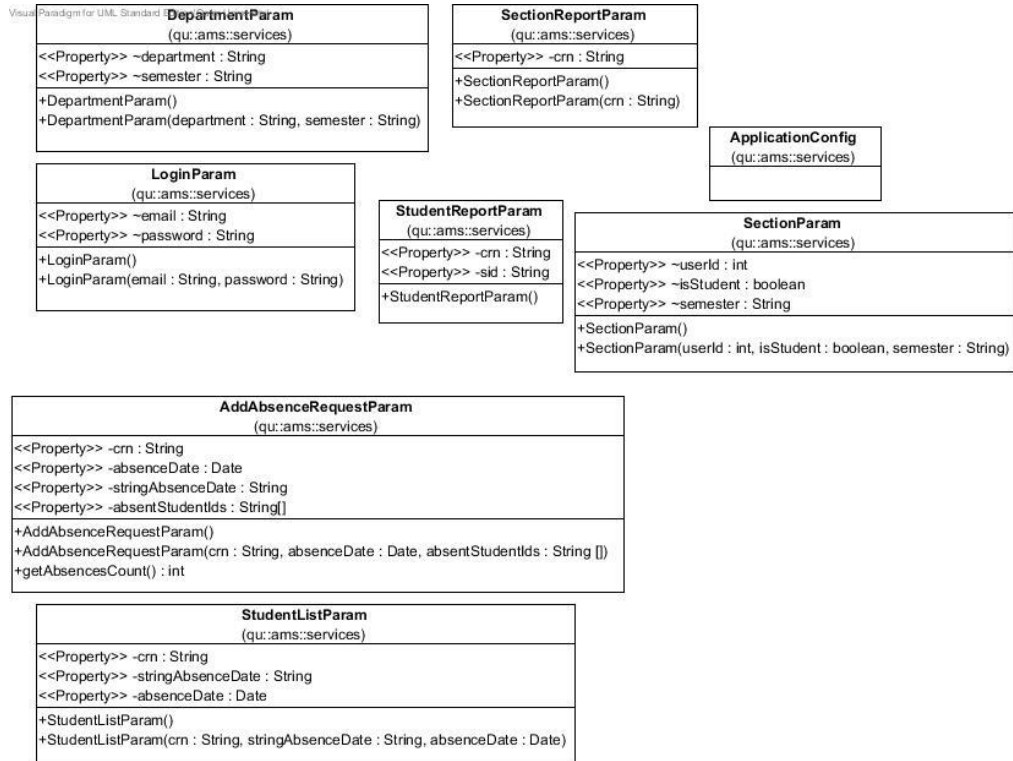 Visual Paradigm for UML Standard
DepartmentParam
(qu::ams::services)
<<Property>> ~department : String
<<Property>> ~semester : String
+DepartmentParam()
+DepartmentParam(department : String, semester : String)
SectionReportParam
(qu::ams::services)
<<Property>> -crn : String
+SectionReportParam()
+SectionReportParam(crn : String)
ApplicationConfig
(qu::ams::services)
LoginParam
(qu::ams::services)
<<Property>> ~email : String
<<Property>> ~password : String
+LoginParam()
+LoginParam(email : String, password : String)
StudentReportParam
(qu::ams::services)
<<Property>> -crn : String
<<Property>> -sid : String
+StudentReportParam()
SectionParam
(qu::ams::services)
<<Property>> ~userId : int
<<Property>> ~isStudent : boolean
<<Property>> ~semester : String
+SectionParam()
+SectionParam(userId : int, isStudent : boolean, semester : String)
AddAbsenceRequestParam
(qu::ams::services)
<<Property>> -crn : String
<<Property>> -absenceDate : Date
<<Property>> -stringAbsenceDate : String
<<Property>> -absentStudentIds : String[]
+AddAbsenceRequestParam()
+AddAbsenceRequestParam(crn : String, absenceDate : Date, absentStudentIds : String [])
+getAbsencesCount() : int
StudentListParam
(qu::ams::services)
<<Property>> -crn : String
<<Property>> -stringAbsenceDate : String
<<Property>> -absenceDate : Date
+StudentListParam()
+StudentListParam(crn : String, stringAbsenceDate : String, absenceDate : Date)